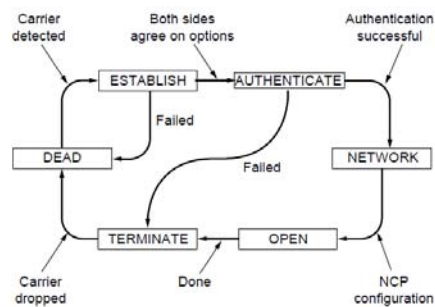 Carrier
detected
Both sides
agree on options
Authentication
successful
ESTABLISH
AUTHENTICATE
Failed
DEAD
NETWORK
Failed
TERMINATE
OPEN
Carrier
dropped
Done
NCP
configuration